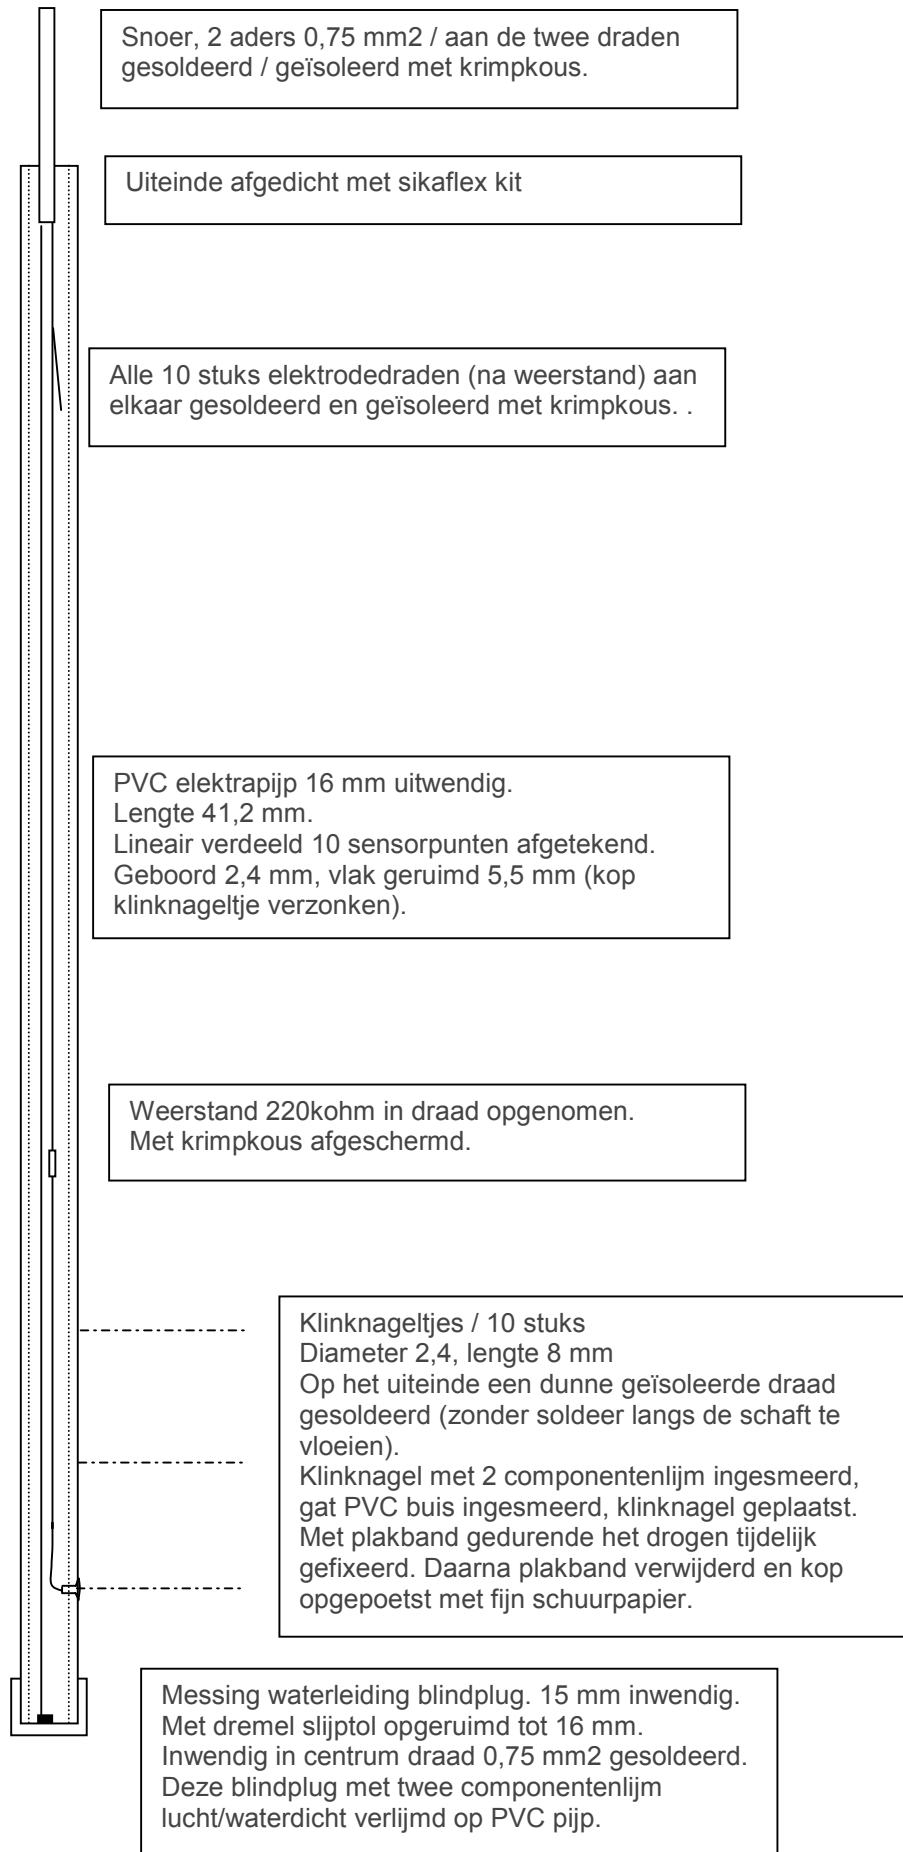 Snoer, 2 aders 0,75 mm2 / aan de twee draden
gesoldeerd / geïsoleerd met krimpkous.
Uiteinde afgedicht met sikaflex kit
Alle 10 stuks elektrodedraden (na weerstand) aan
elkaar gesoldeerd en geïsoleerd met krimpkous. .
PVC elektrapijp 16 mm uitwendig.
Lengte 41,2 mm.
Lineair verdeeld 10 sensorpunten afgetekend.
Geboord 2,4 mm, vlak geruimd 5,5 mm (kop
klinknageltje verzonken).
Weerstand 220kohm in draad opgenomen.
Met krimpkous afgeschermd.
Klinknageltjes / 10 stuks
Diameter 2,4, lengte 8 mm
Op het uiteinde een dunne geïsoleerde draad
gesoldeerd (zonder soldeer langs de schaft te
vloeien).
Klinknagel met 2 componentenlijm ingesmeerd,
gat PVC buis ingesmeerd, klinknagel geplaatst.
Met plakband gedurende het drogen tijdelijk
gefixeerd. Daarna plakband verwijderd en kop
opgepoetst met fijn schuurpapier.
Messing waterleiding blindplug. 15 mm inwendig.
Met dremel slijptol opgeruimd tot 16 mm.
Inwendig in centrum draad 0,75 mm2 gesoldeerd.
Deze blindplug met twee componentenlijm
lucht/waterdicht verlijmd op PVC pijp.